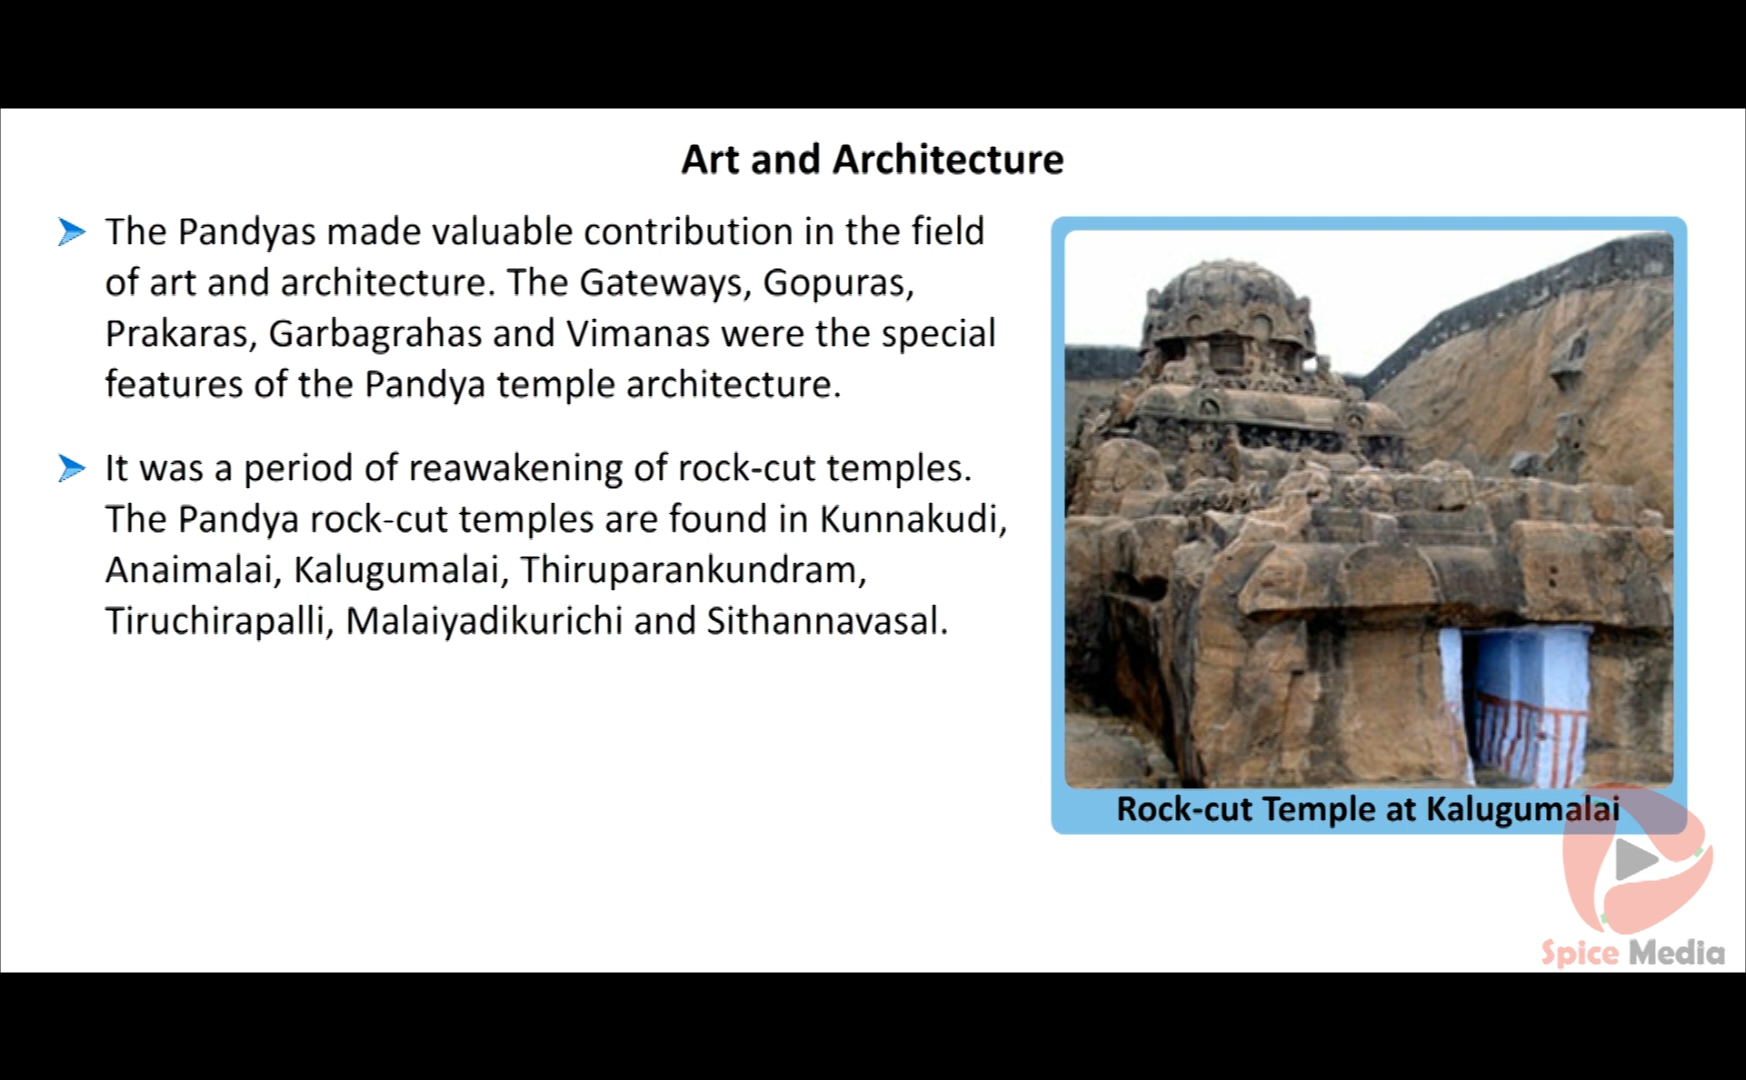 Art and Architecture
The Pandyas made valuable contribution in the field
of art and architecture. The Gateways, Gopuras,
Prakaras, Garbagrahas and Vimanas were the special
features of the Pandya temple architecture.
It was a period of reawakening of rock-cut temples.
The Pandya rock-cut temples are found in Kunnakudi,
Anaimalai, Kalugumalai, Thiruparankundram,
Tiruchirapalli, Malaiyadikurichi and Sithannavasal.
Rock-cut Temple at Kalugumalai
Spice Media